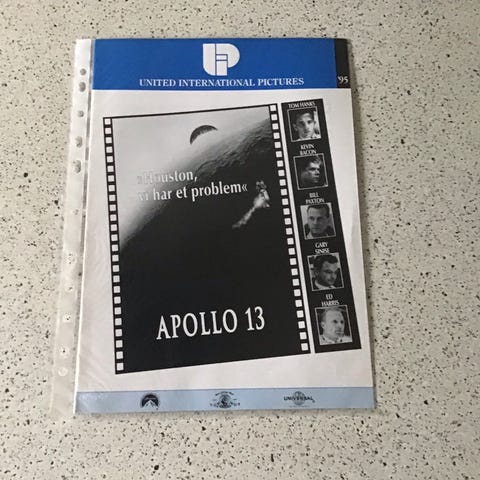 UNITED INTERNATIONAL PICTURES
'95
TOM HANKS
KEVIN
BACON
»Houston,
vi har et problem«
BILL
PAXTON
GARY
SINISE
ED
HARRIS
APOLLO 13
UNIVERSAL